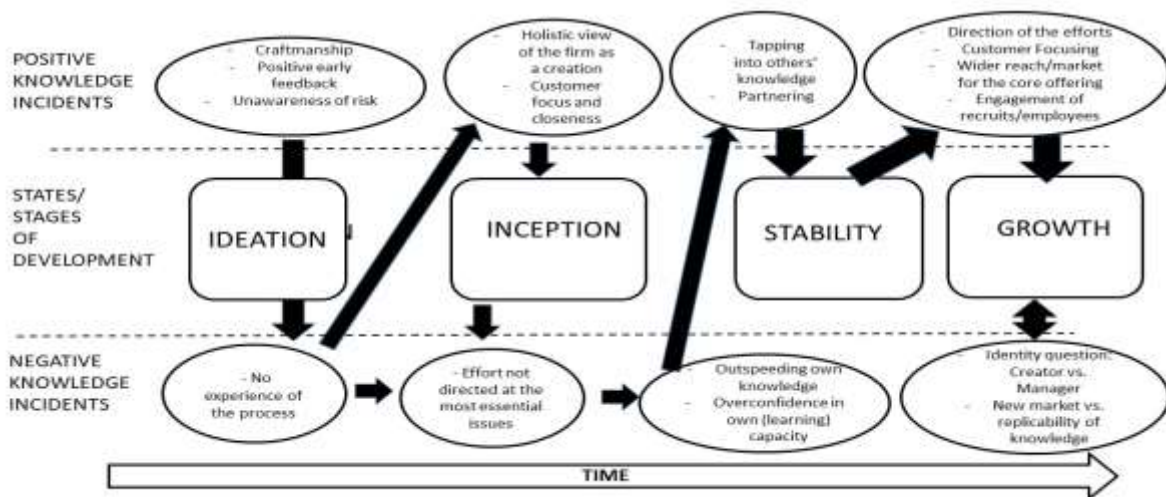 POSITIVE
KNOWLEDGE
INCIDENTS
- Craftmanship
- Positive early
feedback
- Unawareness of risk
- Holistic view
of the firm as
a creation
- Customer
focus and
closeness
- Tapping
into others'
knowledge
- Partnering
- Direction of the efforts
- Customer Focusing
- Wider reach/market
for the core offering
- Engagement of
recruits/employees
STATES/
STAGES
OF
DEVELOPMENT
IDEATION
INCEPTION
STABILITY
GROWTH
NEGATIVE
KNOWLEDGE
INCIDENTS
- No
experience of
the process
- Effort not
directed at the
most essential
issues
- Outspeeding own
knowledge
- Overconfidence in
own (learning)
capacity
- Identity question:
Creator vs.
Manager
- New market vs.
replicability of
knowledge
TIME